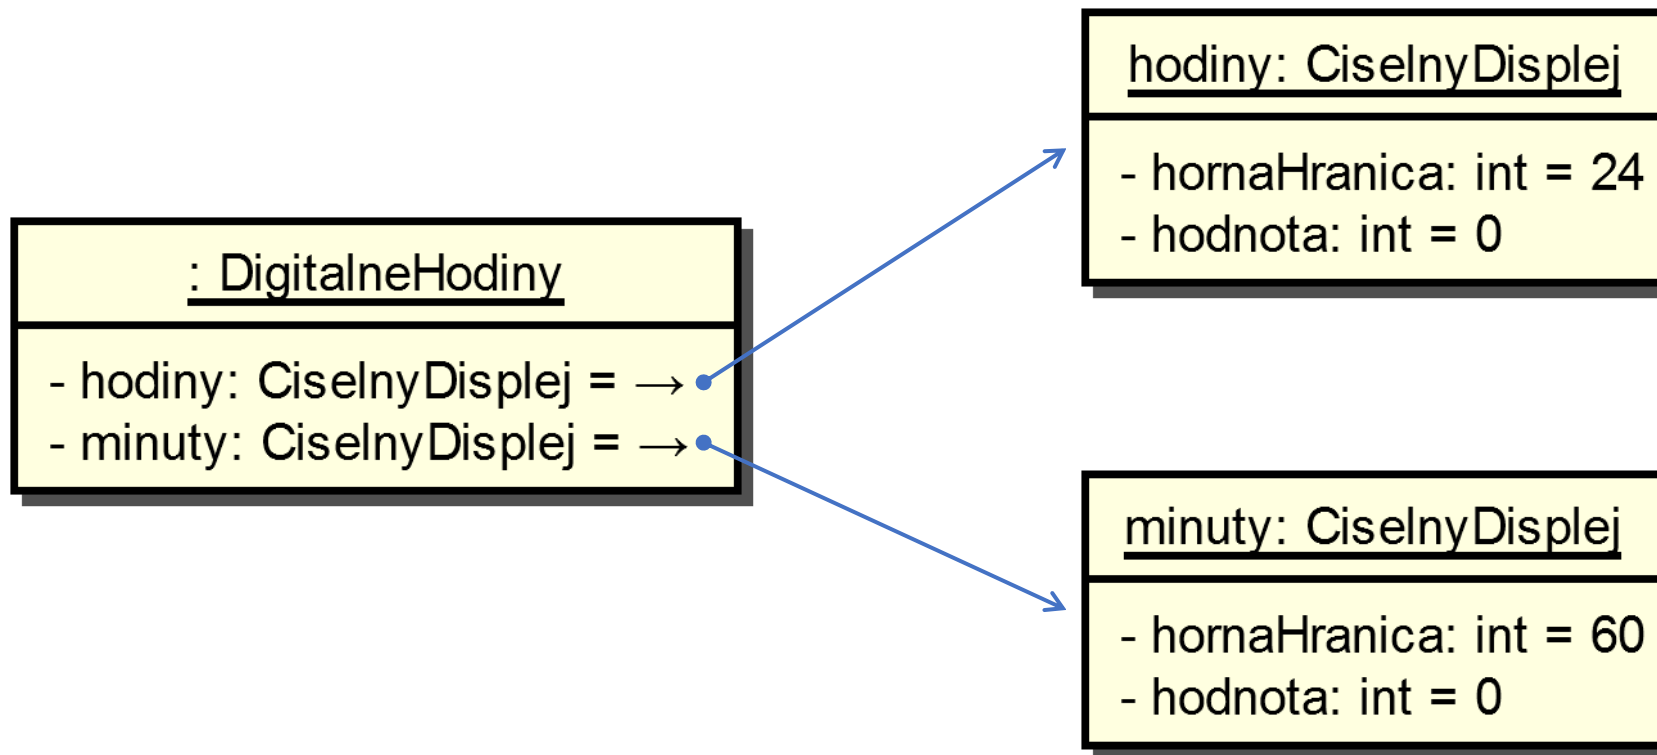 : DigitalneHodiny
- hodiny: CiselnyDisplej = →
- minuty: CiselnyDisplej = →
hodiny: CiselnyDisplej
- hornaHranica: int = 24
- hodnota: int = 0
minuty: CiselnyDisplej
- hornaHranica: int = 60
- hodnota: int = 0